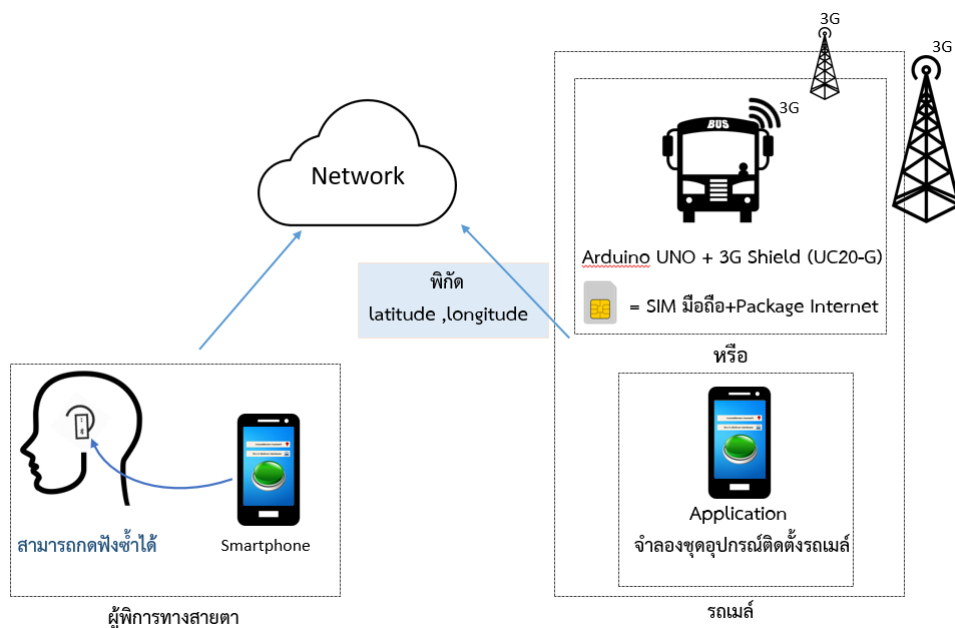 3G
3G
3G
BUS
Network
Arduino UNO + 3G Shield (UC20-G)
พิกัด
latitude ,longitude
= SIM มือถือ+Package Internet
หรือ
Application
จำลองชุดอุปกรณ์ติดตั้งรถเมล์
สามารถกดฟังซ้ำได้
Smartphone
ผู้พิการทางสายตา
รถเมล์